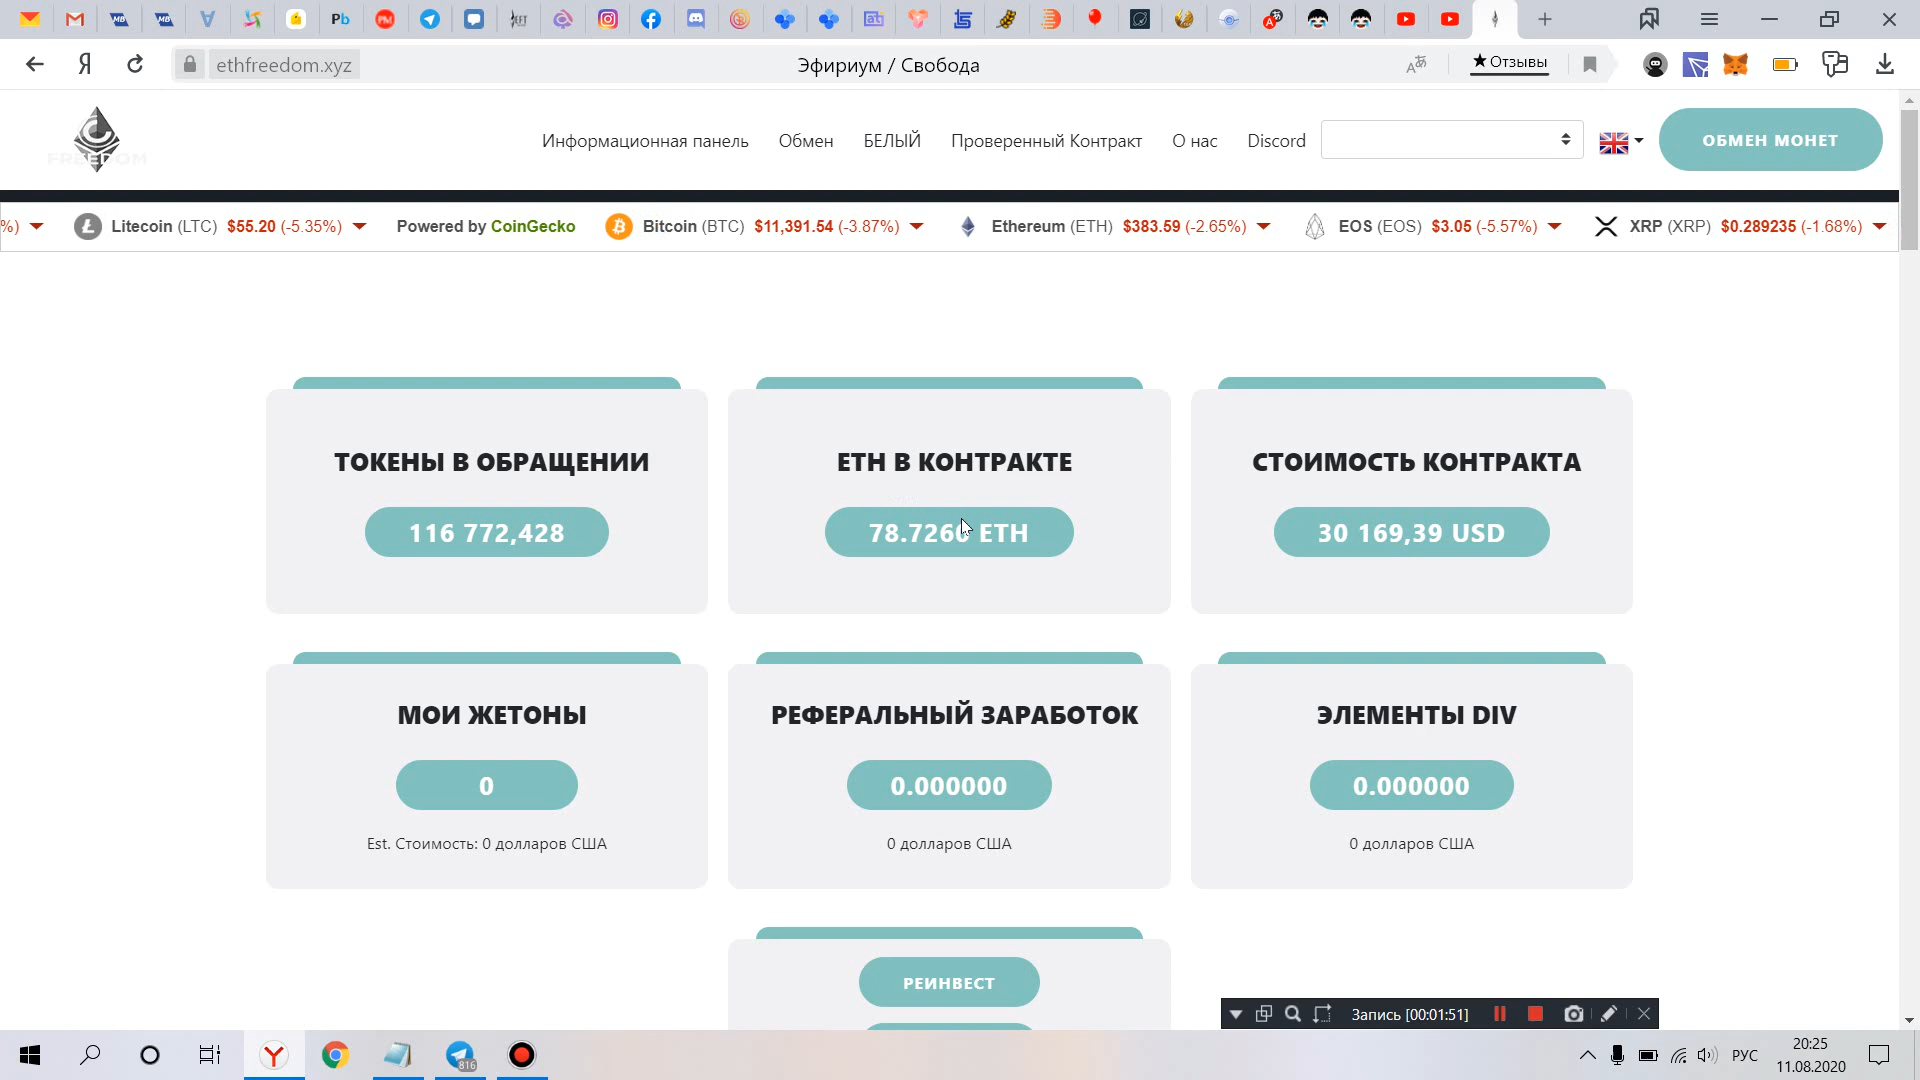 ethfreedom.xyz
Эфириум / Свобода
Отзывы
FREEDOM
Информационная панель
Обмен
БЕЛЫЙ
Проверенный Контракт
О нас
Discord
ОБМЕН МОНЕТ
%)
Litecoin (LTC) $55.20 (-5.35%)
Powered by CoinGecko
Bitcoin (BTC) $11,391.54 (-3.87%)
Ethereum (ETH) $383.59 (-2.65%)
EOS (EOS) $3.05 (-5.57%)
XRP (XRP) $0.289235 (-1.68%)
ТОКЕНЫ В ОБРАЩЕНИИ
116 772,428
ETH В КОНТРАКТЕ
78.7260 ETH
СТОИМОСТЬ КОНТРАКТА
30 169,39 USD
МОИ ЖЕТОНЫ
0
Est. Стоимость: 0 долларов США
РЕФЕРАЛЬНЫЙ ЗАРАБОТОК
0.000000
0 долларов США
ЭЛЕМЕНТЫ DIV
0.000000
0 долларов США
РЕИНВЕСТ
Запись [00:01:51]
816
РУС
20:25
11.08.2020